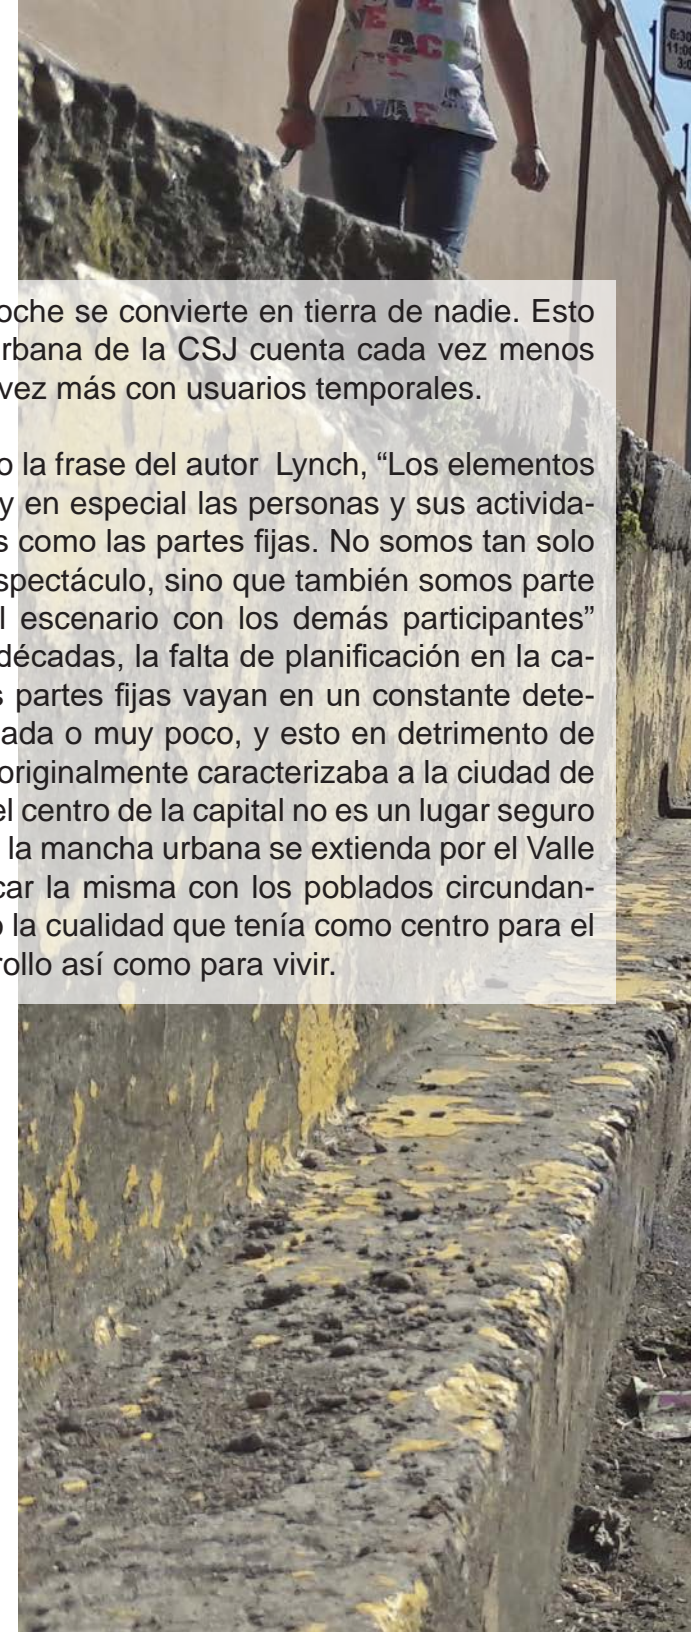 oche se convierte en tierra de nadie. Esto
rbana de la CSJ cuenta cada vez menos
vez más con usuarios temporales.
o la frase del autor Lynch, “Los elementos
y en especial las personas y sus activida-
s como las partes fijas. No somos tan solo
spectáculo, sino que también somos parte
l escenario con los demás participantes”
décadas, la falta de planificación en la ca-
s partes fijas vayan en un constante dete-
ada o muy poco, y esto en detrimento de
originalmente caracterizaba a la ciudad de
el centro de la capital no es un lugar seguro
la mancha urbana se extienda por el Valle
car la misma con los poblados circundan-
o la cualidad que tenía como centro para el
rollo así como para vivir.